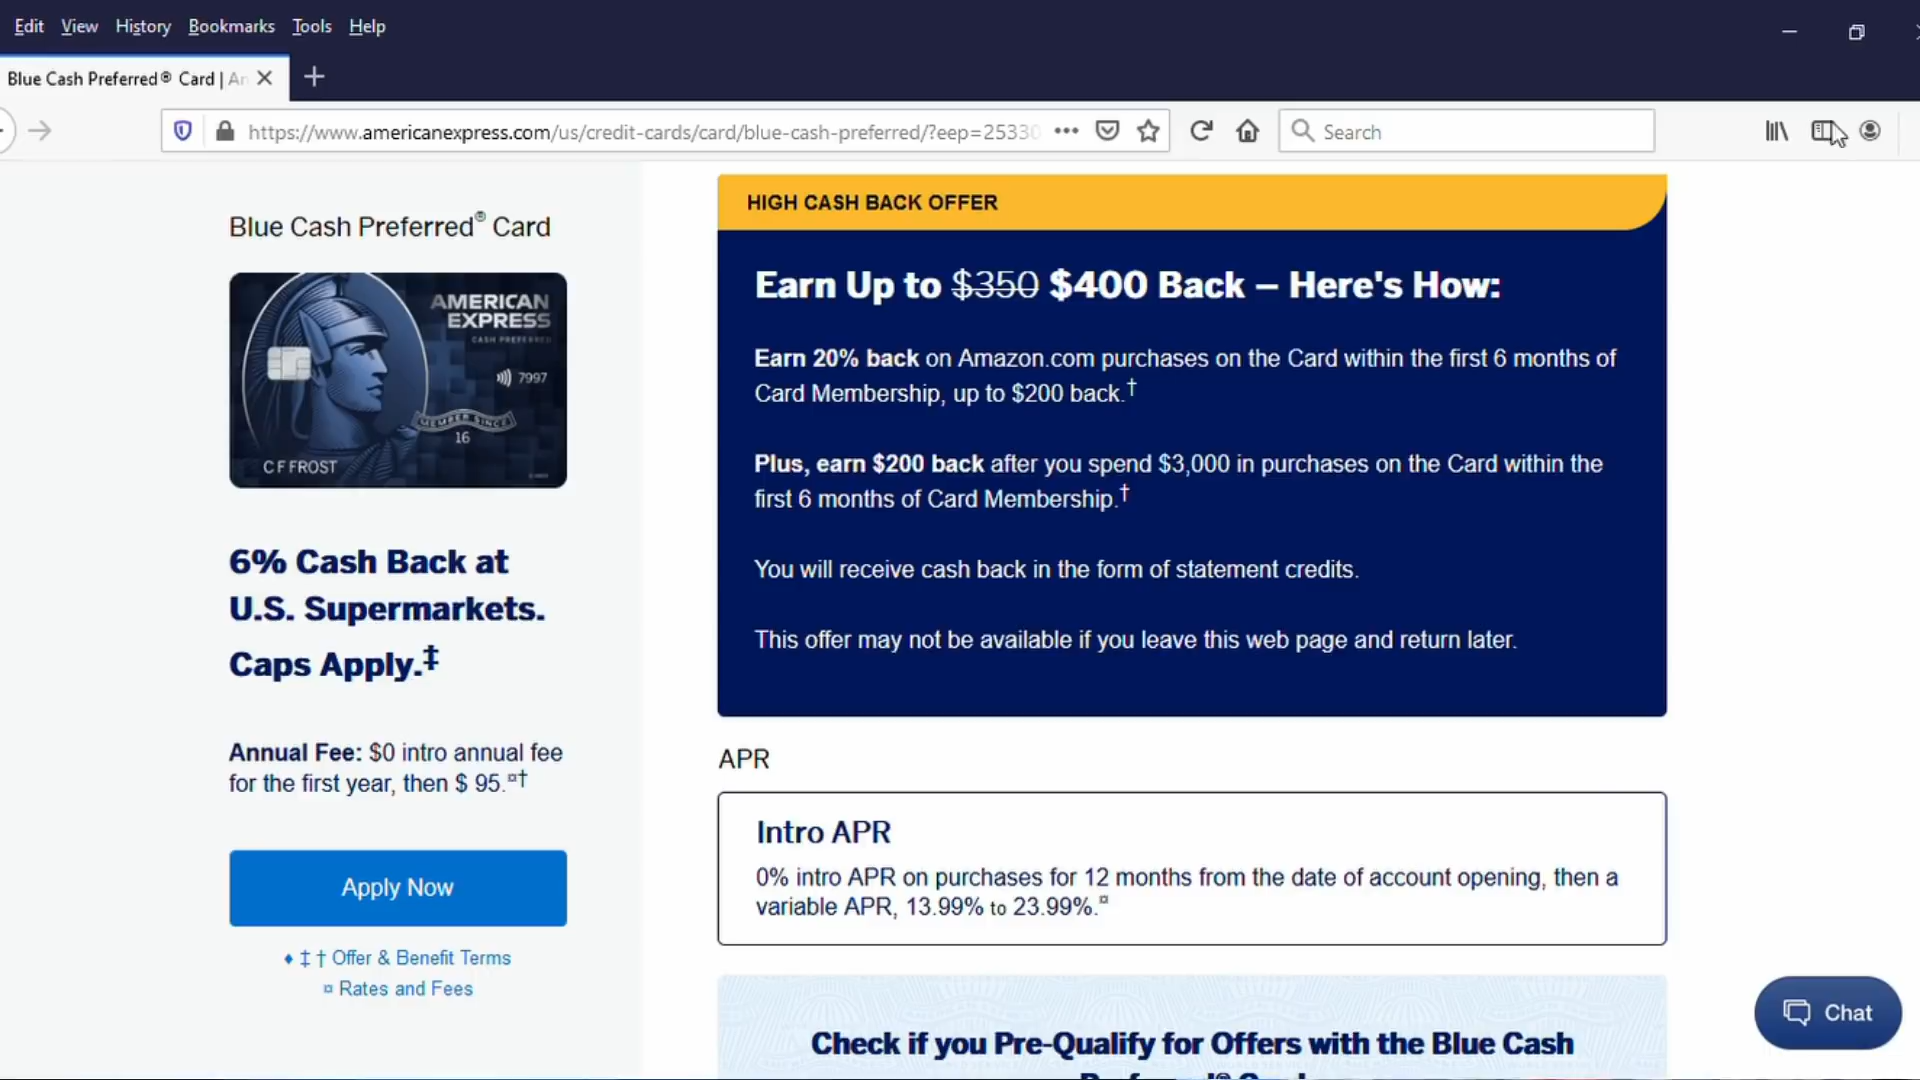 Edit View History Bookmarks Tools Help
Blue Cash Preferred® Card | Am
https://www.americanexpress.com/us/credit-cards/card/blue-cash-preferred/?eep=25330
Search
Blue Cash Preferred® Card
AMERICAN
EXPRESS
CASH PREFERRED
7997
MEMBER SINCE
16
C F FROST
6% Cash Back at
U.S. Supermarkets.
Caps Apply.‡
Annual Fee: $0 intro annual fee
for the first year, then $ 95.¤†
Apply Now
♦ ‡ † Offer & Benefit Terms
¤ Rates and Fees
HIGH CASH BACK OFFER
Earn Up to $350 $400 Back – Here's How:
Earn 20% back on Amazon.com purchases on the Card within the first 6 months of
Card Membership, up to $200 back.†
Plus, earn $200 back after you spend $3,000 in purchases on the Card within the
first 6 months of Card Membership.†
You will receive cash back in the form of statement credits.
This offer may not be available if you leave this web page and return later.
APR
Intro APR
0% intro APR on purchases for 12 months from the date of account opening, then a
variable APR, 13.99% to 23.99%.¤
Check if you Pre-Qualify for Offers with the Blue Cash
Chat